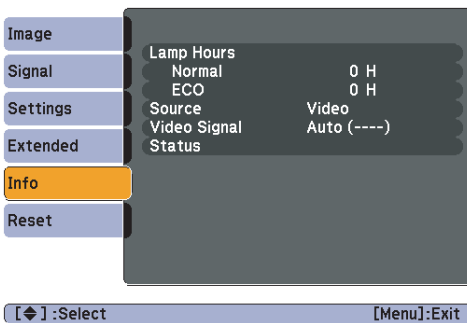 Image
Signal
Settings
Extended
Info
Reset
Lamp Hours
Normal 0 H
ECO 0 H
Source Video
Video Signal Auto (----)
Status
[◆] :Select [Menu]:Exit